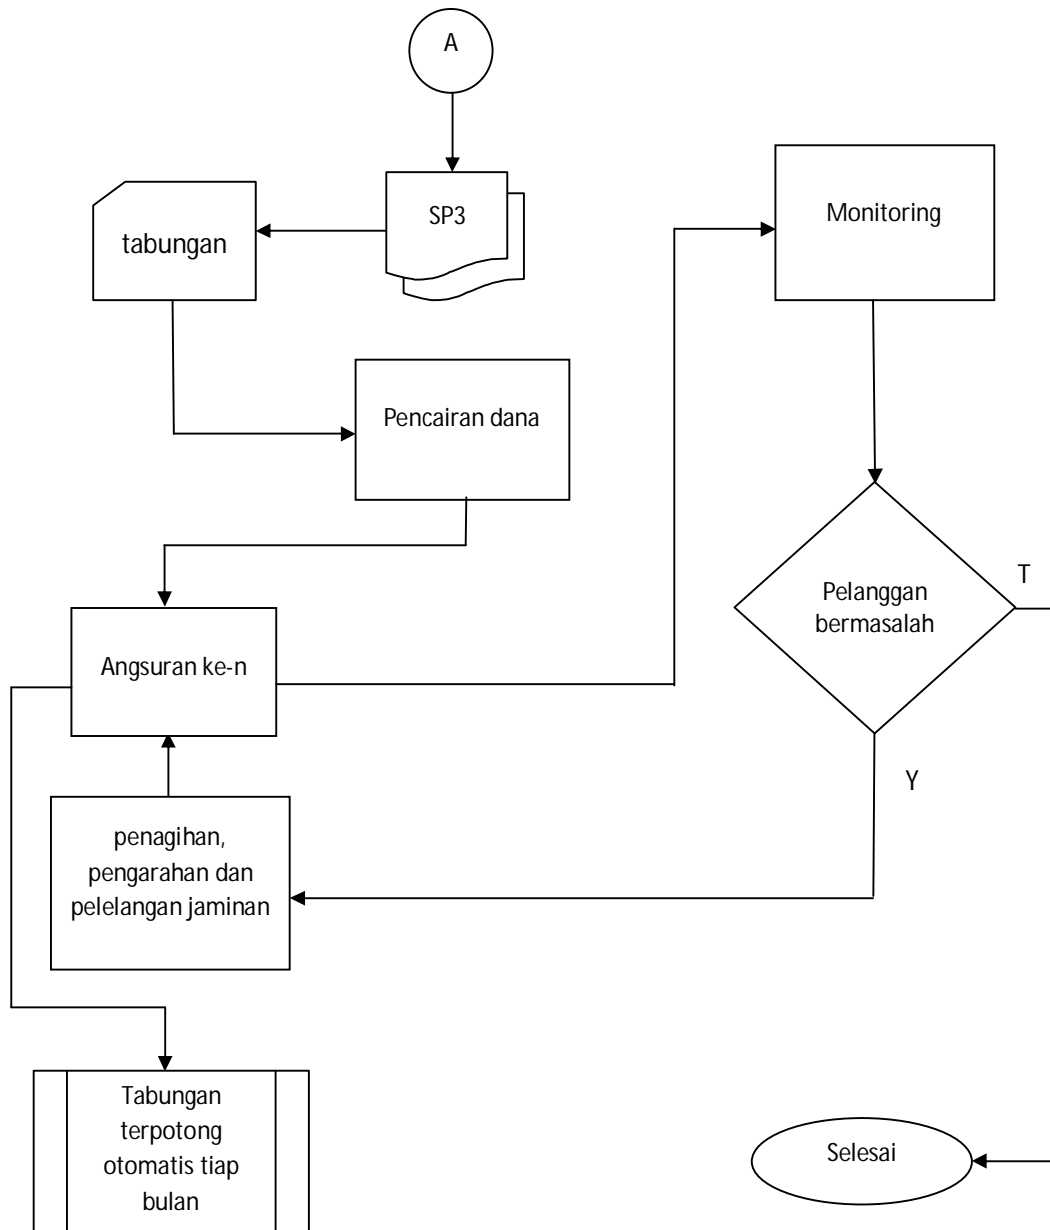 A
SP3
tabungan
Monitoring
Pencairan dana
T
Pelanggan
bermasalah
Angsuran ke-n
Y
penagihan,
pengarahan dan
pelelangan jaminan
Tabungan
terpotong
otomatis tiap
bulan
Selesai